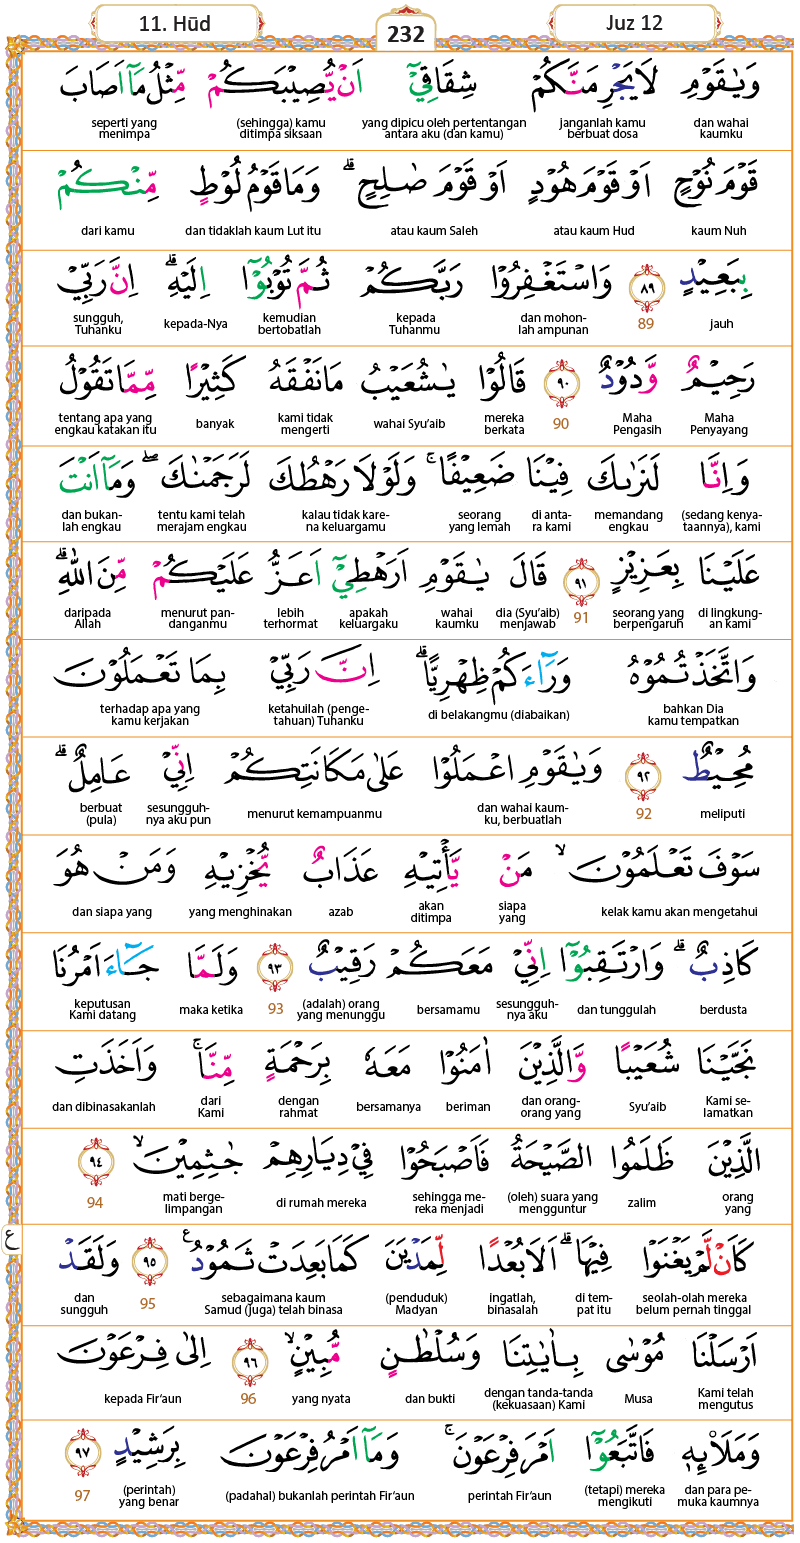 11. Hūd 232 Juz 12
وَيٰقَوْمِ لَا يَجْرِمَنَّكُمْ شِقَاقِيْٓ اَنْ يُّصِيْبَكُمْ مِّثْلُ مَآ اَصَابَ
dan wahai kaumku janganlah kamu berbuat dosa yang dipicu oleh pertentangan antara aku (dan kamu) (sehingga) kamu ditimpa siksaan seperti yang menimpa
قَوْمَ نُوْحٍ اَوْ قَوْمَ هُوْدٍ اَوْ قَوْمَ صٰلِحٍ ۗ وَمَا قَوْمُ لُوْطٍ مِّنْكُمْ
kaum Nuh atau kaum Hud atau kaum Saleh dan tidaklah kaum Lut itu dari kamu
بِبَعِيْدٍ ٨٩ وَاسْتَغْفِرُوْا رَبَّكُمْ ثُمَّ تُوْبُوْٓا اِلَيْهِ ۗ اِنَّ رَبِّيْ
jauh 89 dan mohonlah ampunan kepada Tuhanmu kemudian bertobatlah kepada-Nya sungguh, Tuhanku
رَحِيْمٌ وَّدُوْدٌ ٩٠ قَالُوْا يٰشُعَيْبُ مَا نَفْقَهُ كَثِيْرًا مِّمَّا تَقُوْلُ
Maha Penyayang Maha Pengasih 90 mereka berkata wahai Syu’aib kami tidak mengerti banyak tentang apa yang engkau katakan itu
وَاِنَّا لَنَرٰىكَ فِيْنَا ضَعِيْفًا ۚ وَلَوْلَا رَهْطُكَ لَرَجَمْنٰكَ ۖ وَمَآ اَنْتَ
(sedang kenyataannya), kami memandang engkau di antara kami seorang yang lemah kalau tidak karena keluargamu tentu kami telah merajam engkau dan bukanlah engkau
عَلَيْنَا بِعَزِيْزٍ ٩١ قَالَ يٰقَوْمِ اَرَهْطِيْٓ اَعَزُّ عَلَيْكُمْ مِّنَ اللّٰهِ ۗ
di lingkungan kami seorang yang berpengaruh 91 dia (Syu’aib) menjawab wahai kaumku apakah keluargaku lebih terhormat menurut pandanganmu daripada Allah
وَاتَّخَذْتُمُوْهُ وَرَاۤءَكُمْ ظِهْرِيًّا ۗ اِنَّ رَبِّيْ بِمَا تَعْمَلُوْنَ
bahkan Dia kamu tempatkan di belakangmu (diabaikan) ketahuilah (pengetahuan) Tuhanku terhadap apa yang kamu kerjakan
مُحِيْطٌ ٩٢ وَيٰقَوْمِ اعْمَلُوْا عَلٰى مَكَانَتِكُمْ اِنِّيْ عَامِلٌ ۗ
meliputi 92 dan wahai kaumku, berbuatlah menurut kemampuanmu sesungguhnya aku pun berbuat (pula)
سَوْفَ تَعْلَمُوْنَ ۙ مَنْ يَّأْتِيْهِ عَذَابٌ يُّخْزِيْهِ وَمَنْ هُوَ
kelak kamu akan mengetahui siapa yang akan ditimpa azab yang menghinakan dan siapa yang
كَاذِبٌ ۗ وَارْتَقِبُوْٓا اِنِّيْ مَعَكُمْ رَقِيْبٌ ٩٣ وَلَمَّا جَاۤءَ اَمْرُنَا
berdusta dan tunggulah sesungguhnya aku bersamamu (adalah) orang yang menunggu 93 maka ketika keputusan Kami datang
نَجَّيْنَا شُعَيْبًا وَّالَّذِيْنَ اٰمَنُوْا مَعَهٗ بِرَحْمَةٍ مِّنَّا ۚ وَاَخَذَتِ
Kami selamatkan Syu’aib dan orang-orang yang beriman bersamanya dengan rahmat dari Kami dan dibinasakanlah
الَّذِيْنَ ظَلَمُوا الصَّيْحَةُ فَاَصْبَحُوْا فِيْ دِيَارِهِمْ جٰثِمِيْنَ ۙ ٩٤
orang yang zalim (oleh) suara yang mengguntur sehingga mereka menjadi di rumah mereka mati bergelimpangan 94
ع
كَاَنْ لَّمْ يَغْنَوْا فِيْهَا ۗ اَلَا بُعْدًا لِّمَدْيَنَ كَمَا بَعِدَتْ ثَمُوْدُ ࣖ ٩٥ وَلَقَدْ
seolah-olah mereka belum pernah tinggal di tempat itu ingatlah, binasalah (penduduk) Madyan sebagaimana kaum Samud (juga) telah binasa 95 dan sungguh
اَرْسَلْنَا مُوْسٰى بِاٰيٰتِنَا وَسُلْطٰنٍ مُّبِيْنٍ ۙ ٩٦ اِلٰى فِرْعَوْنَ
Kami telah mengutus Musa dengan tanda-tanda (kekuasaan) Kami dan bukti yang nyata 96 kepada Fir’aun
وَمَلَا۟ىِٕهٖ فَاتَّبَعُوْٓا اَمْرَ فِرْعَوْنَ ۚ وَمَآ اَمْرُ فِرْعَوْنَ بِرَشِيْدٍ ٩٧
dan para pemuka kaumnya (tetapi) mereka mengikuti perintah Fir’aun (padahal) bukanlah perintah Fir’aun (perintah) yang benar 97